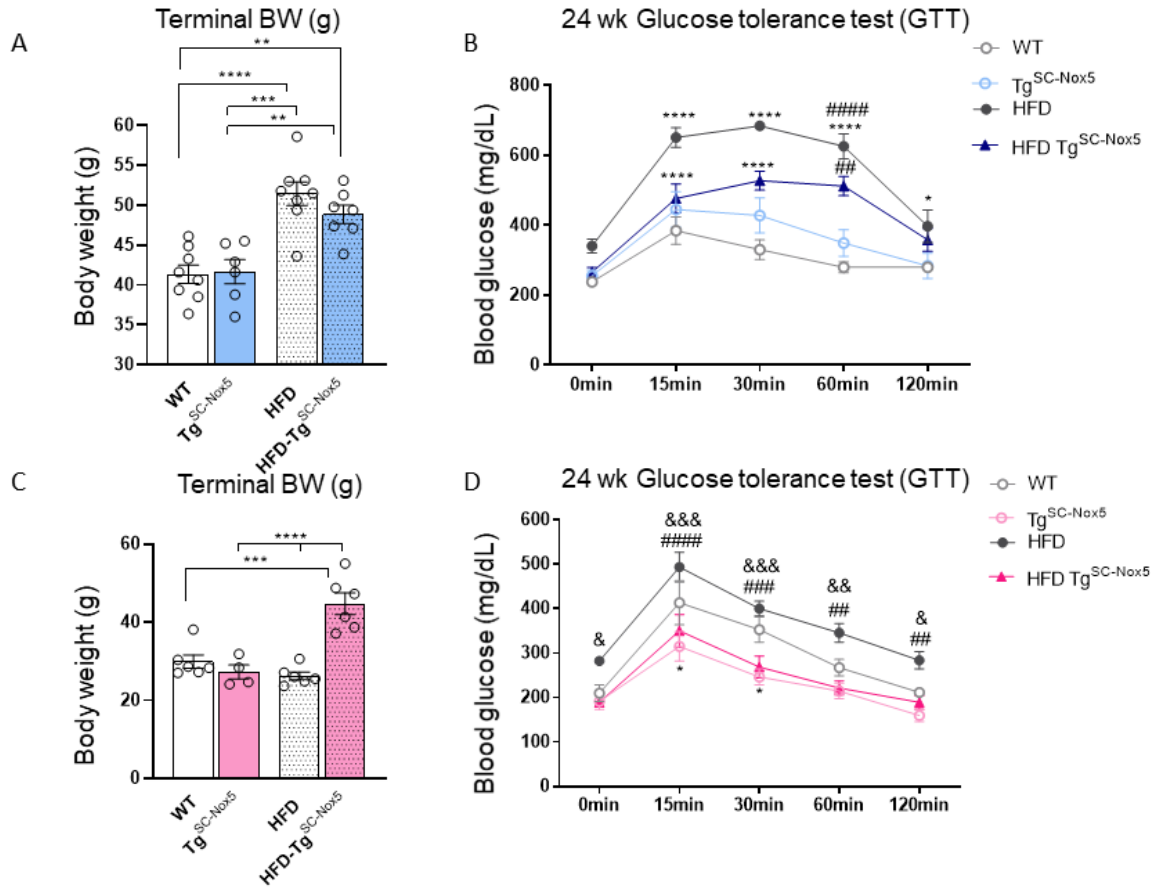 A
Terminal BW (g)
**
****
***
**
Body weight (g)
60
55
50
45
40
35
30
WT
Tg^SC-Nox5
HFD
HFD-Tg^SC-Nox5
B
24 wk Glucose tolerance test (GTT)
WT
Tg^SC-Nox5
HFD
HFD Tg^SC-Nox5
Blood glucose (mg/dL)
800
600
400
200
0
####
**** **** ****
##
**** ****
*
0min 15min 30min 60min 120min
C
Terminal BW (g)
****
***
Body weight (g)
60
40
20
0
WT
Tg^SC-Nox5
HFD
HFD-Tg^SC-Nox5
D
24 wk Glucose tolerance test (GTT)
WT
Tg^SC-Nox5
HFD
HFD Tg^SC-Nox5
Blood glucose (mg/dL)
600
500
400
300
200
100
0
&
&&&
####
&&&
###
&&
##
&
##
* *
0min 15min 30min 60min 120min